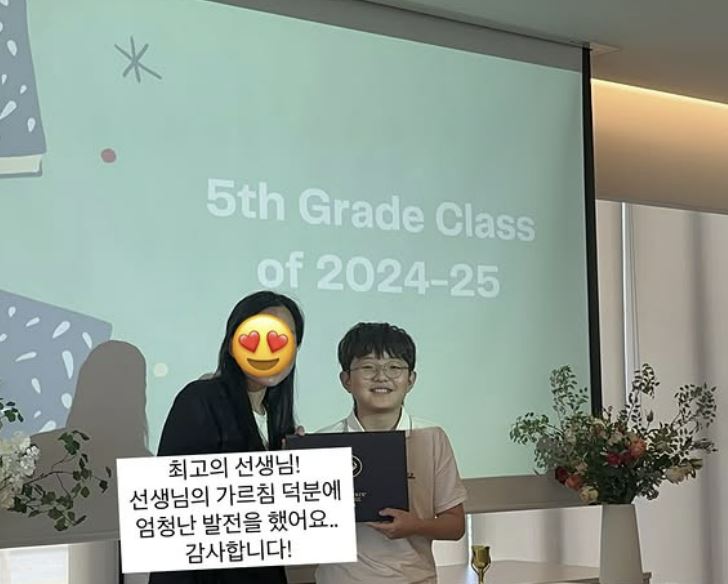 5th Grade Class
of 2024-25
최고의 선생님!
선생님의 가르침 덕분에
엄청난 발전을 했어요..
감사합니다!